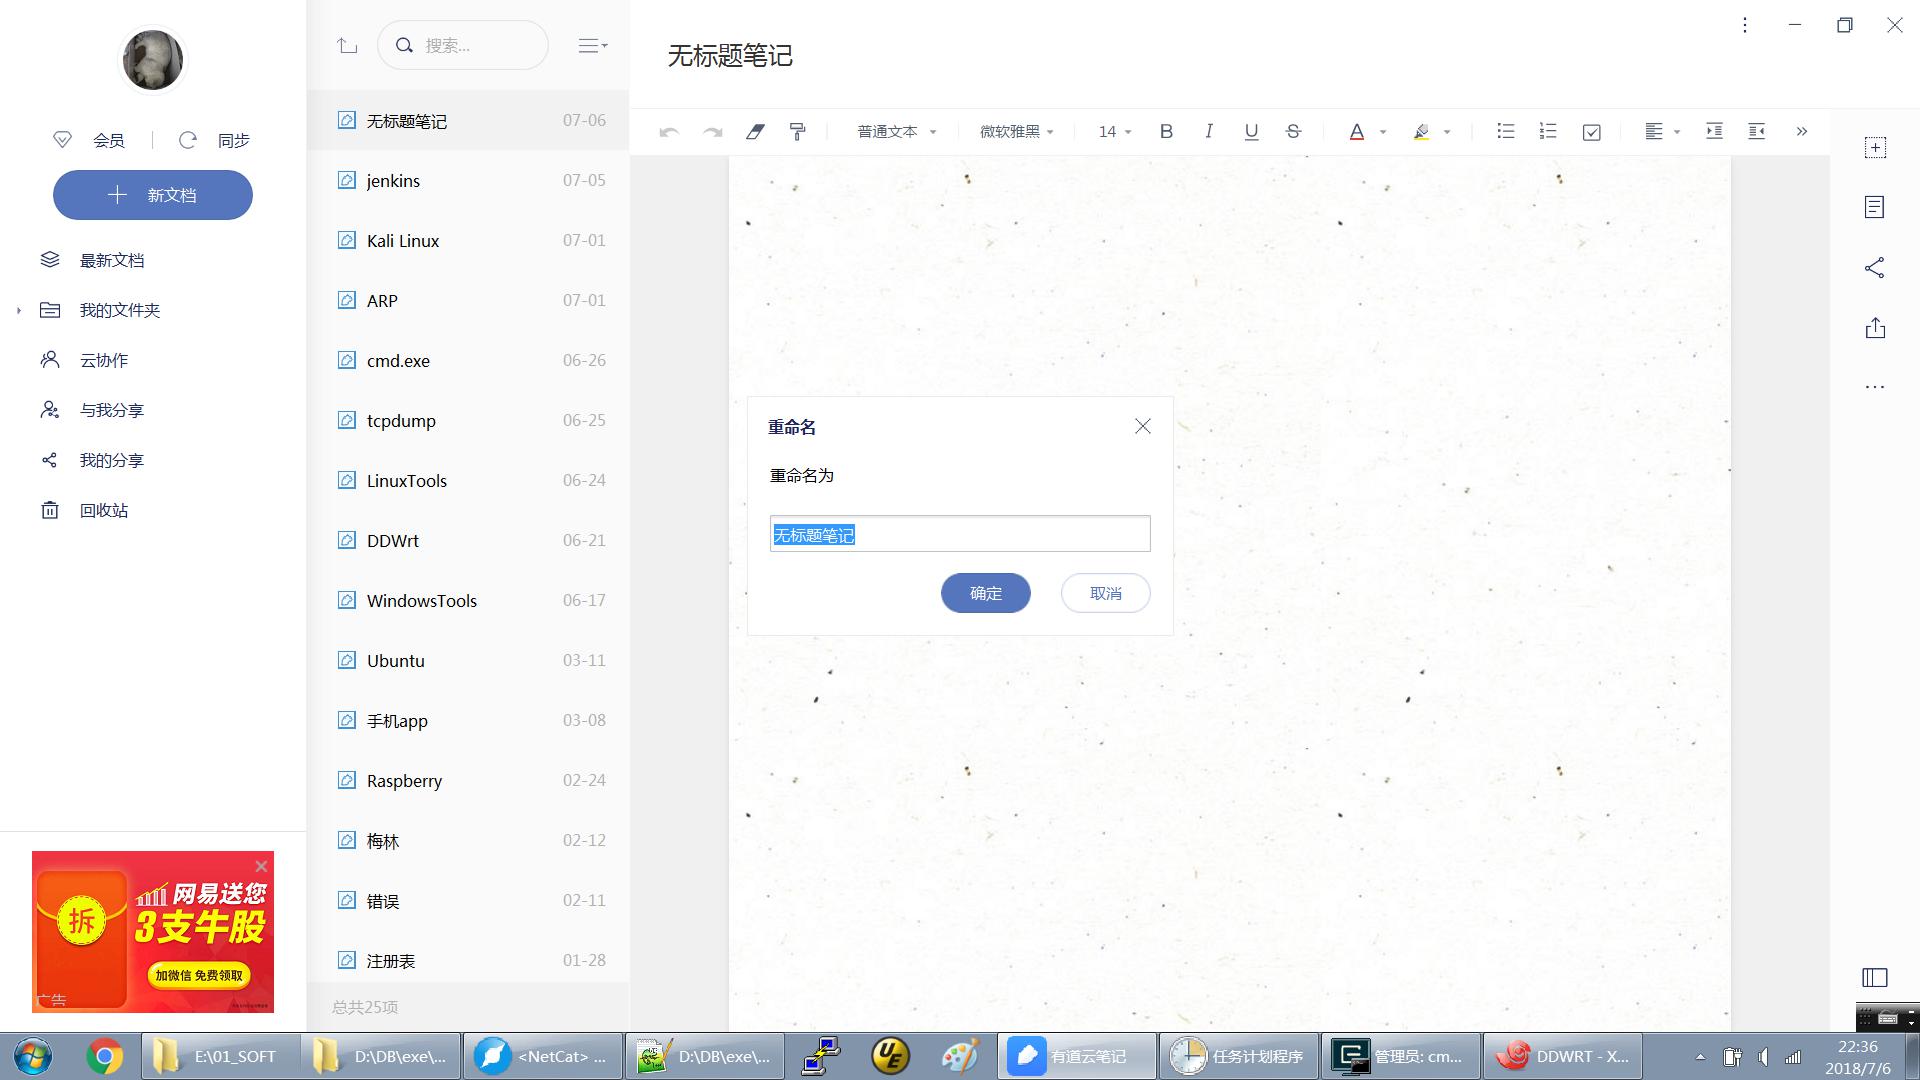 会员
同步
新文档
最新文档
我的文件夹
云协作
与我分享
我的分享
回收站
网易送您
3支牛股
拆
加微信 免费领取
广告
搜索...
无标题笔记 07-06
jenkins 07-05
Kali Linux 07-01
ARP 07-01
cmd.exe 06-26
tcpdump 06-25
LinuxTools 06-24
DDWrt 06-21
WindowsTools 06-17
Ubuntu 03-11
手机app 03-08
Raspberry 02-24
梅林 02-12
错误 02-11
注册表 01-28
总共25项
无标题笔记
普通文本 微软雅黑 14 B I U S A
重命名
重命名为
无标题笔记
确定 取消
E:\01_SOFT
D:\DB\exe\...
<NetCat> ...
D:\DB\exe\...
UE
有道云笔记
任务计划程序
管理员: cm...
DDWRT - X...
22:36
2018/7/6